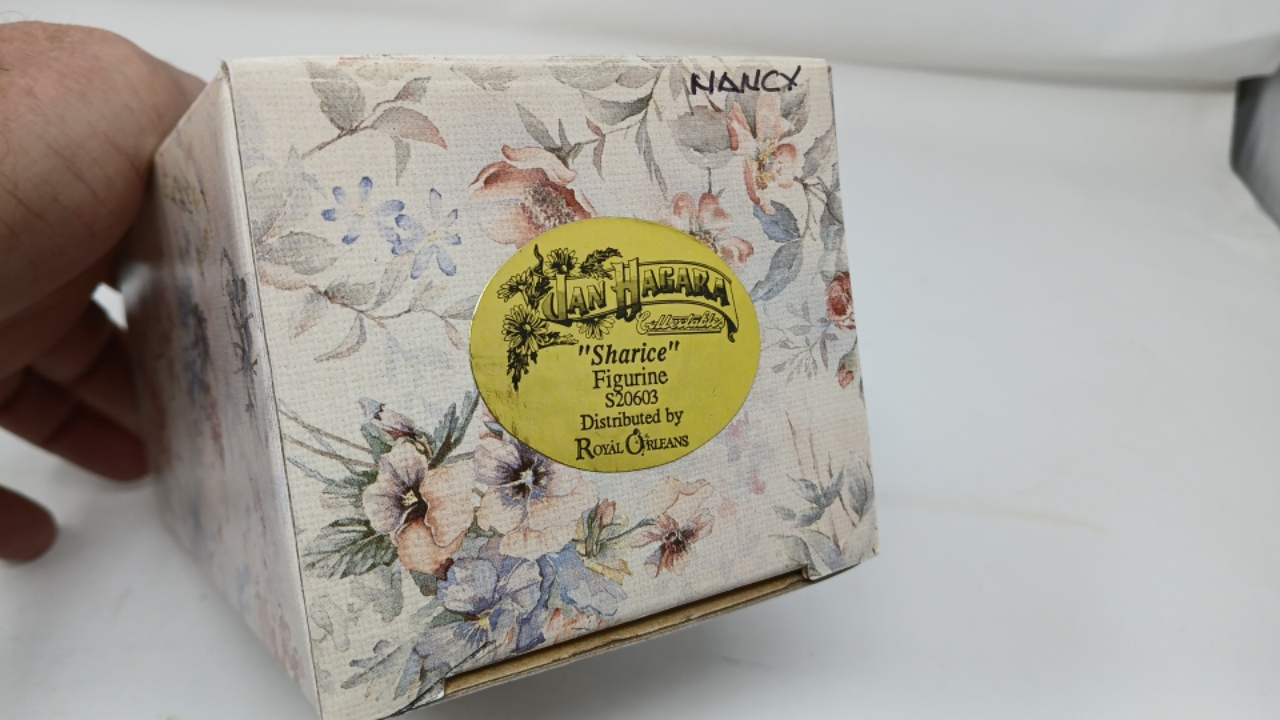 NANCY
JAN HAGARA
Collectables
"Sharice"
Figurine
S20603
Distributed by
ROYAL ORLEANS